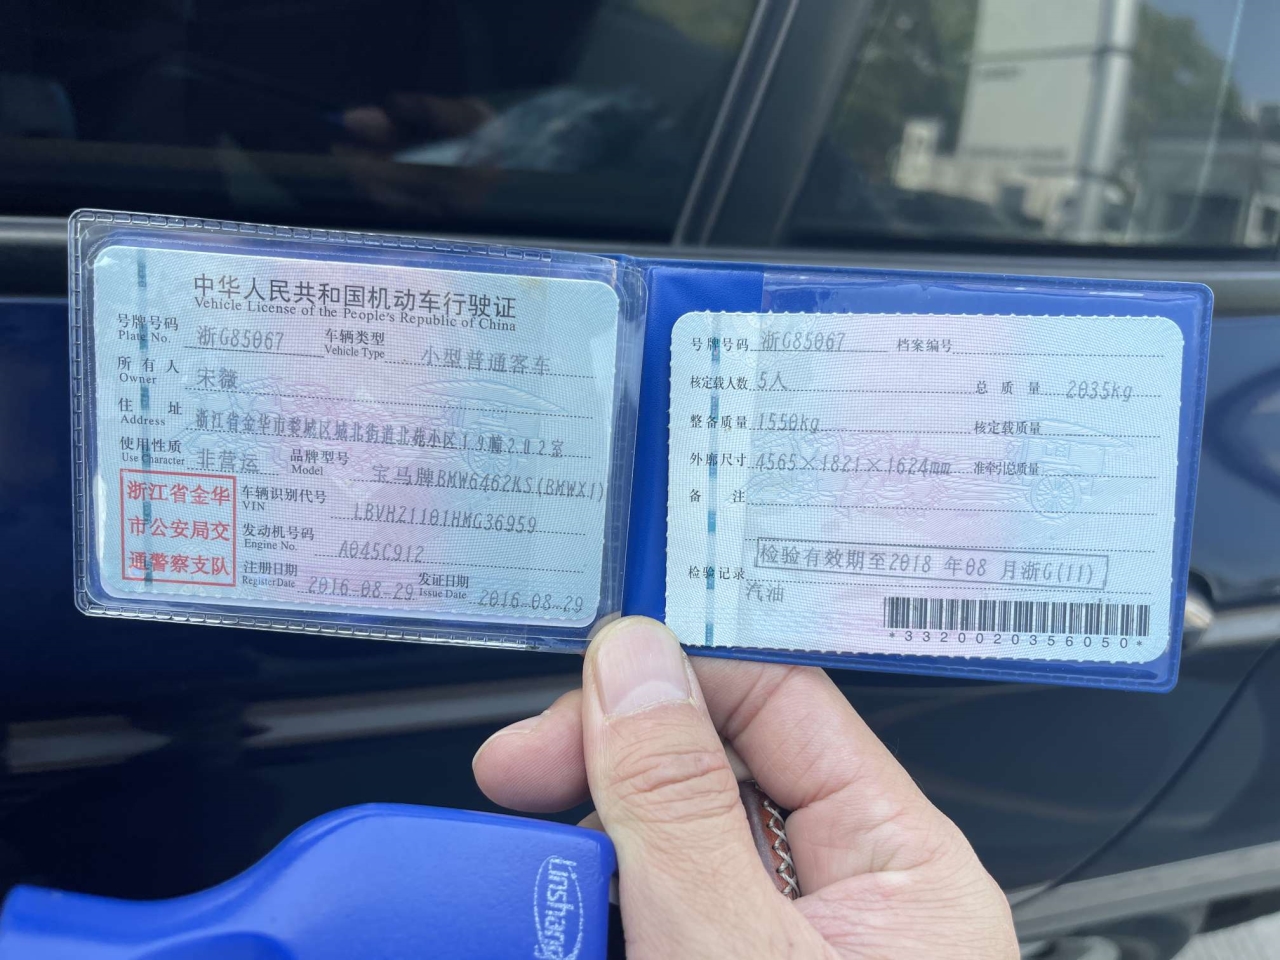 中华人民共和国机动车行驶证
Vehicle License of the People's Republic of China
号牌号码 浙G85067 车辆类型 小型普通客车
Plate No. Vehicle Type
所有人 宋薇
Owner
住址 浙江省金华市婺城区城北街道北苑小区19幢202室
Address
使用性质 非营运 品牌型号 宝马牌BMW6462KS(BMWX1)
Use Character Model
浙江省金华
市公安局交
通警察支队
车辆识别代号 LBVHZ1101HMG36959
VIN
发动机号码 A045C912
Engine No.
注册日期 2016-08-29 发证日期 2016-08-29
Register Date Issue Date
号牌号码 浙G85067 档案编号
核定载人数 5人 总质量 2035kg
整备质量 1550kg 核定载质量
外廓尺寸 4565×1821×1624mm 准牵引总质量
备注
检验有效期至2018年08月浙G(11)
检验记录
汽油
*3320020356050*
Linshang